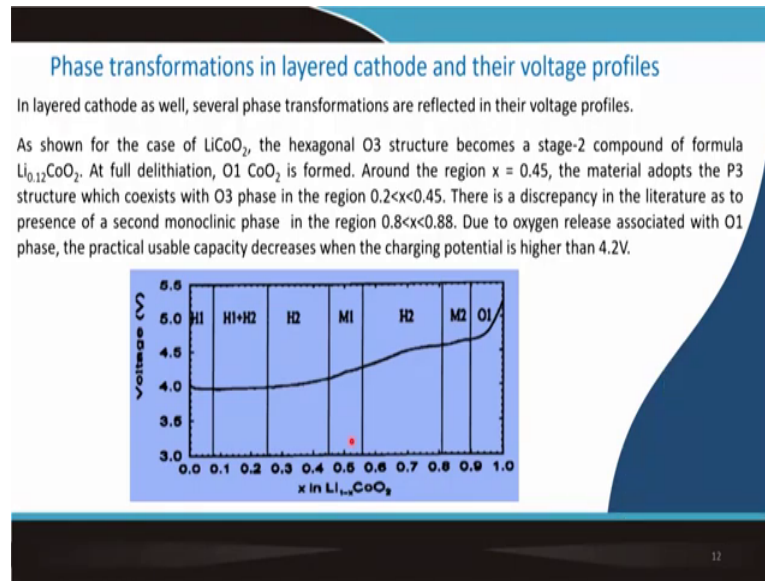 Phase transformations in layered cathode and their voltage profiles
In layered cathode as well, several phase transformations are reflected in their voltage profiles.
As shown for the case of LiCoO₂, the hexagonal O3 structure becomes a stage-2 compound of formula
Li₀.₁₂CoO₂. At full delithiation, O1 CoO₂ is formed. Around the region x = 0.45, the material adopts the P3
structure which coexists with O3 phase in the region 0.2<x<0.45. There is a discrepancy in the literature as to
presence of a second monoclinic phase in the region 0.8<x<0.88. Due to oxygen release associated with O1
phase, the practical usable capacity decreases when the charging potential is higher than 4.2V.
Voltage (V)
5.5
5.0
4.5
4.0
3.5
3.0
H1 H1+H2 H2 M1 H2 M2 O1
0.0 0.1 0.2 0.3 0.4 0.5 0.6 0.7 0.8 0.9 1.0
x in Li₁₋ₓCoO₂
12